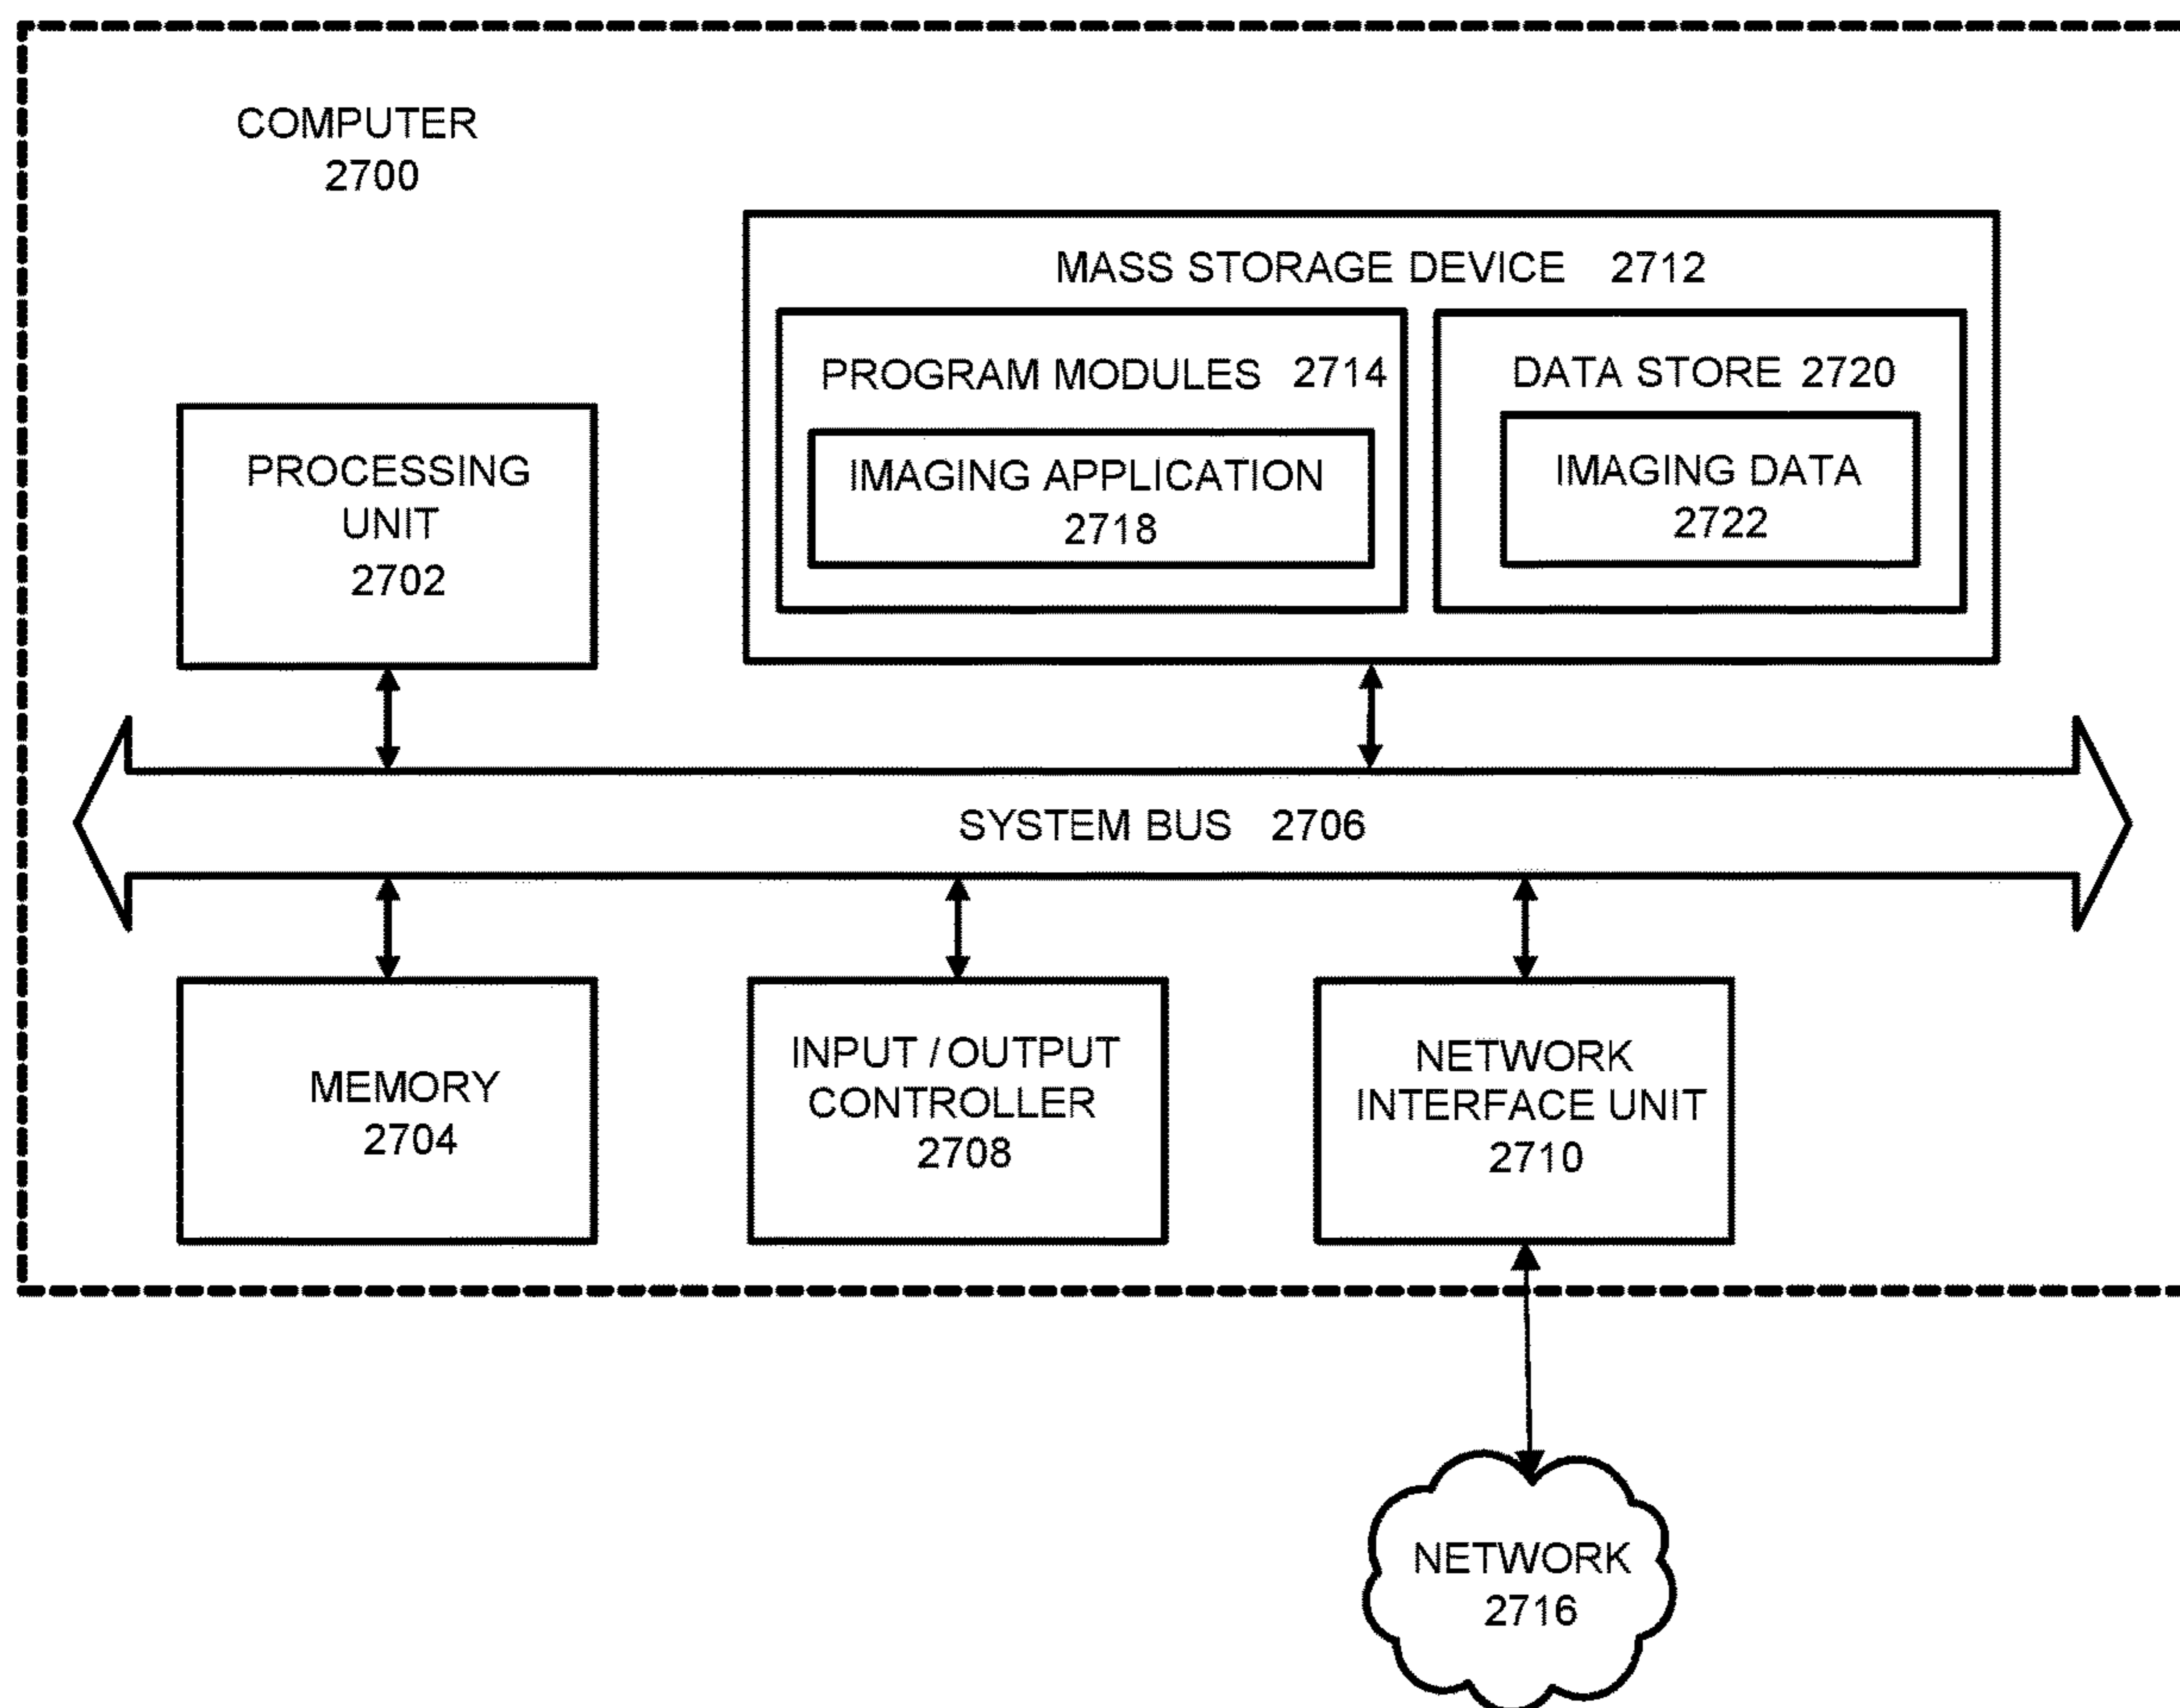 COMPUTER
2700
MASS STORAGE DEVICE 2712
PROGRAM MODULES 2714
IMAGING APPLICATION
2718
DATA STORE 2720
IMAGING DATA
2722
PROCESSING
UNIT
2702
SYSTEM BUS 2706
MEMORY
2704
INPUT / OUTPUT
CONTROLLER
2708
NETWORK
INTERFACE UNIT
2710
NETWORK
2716